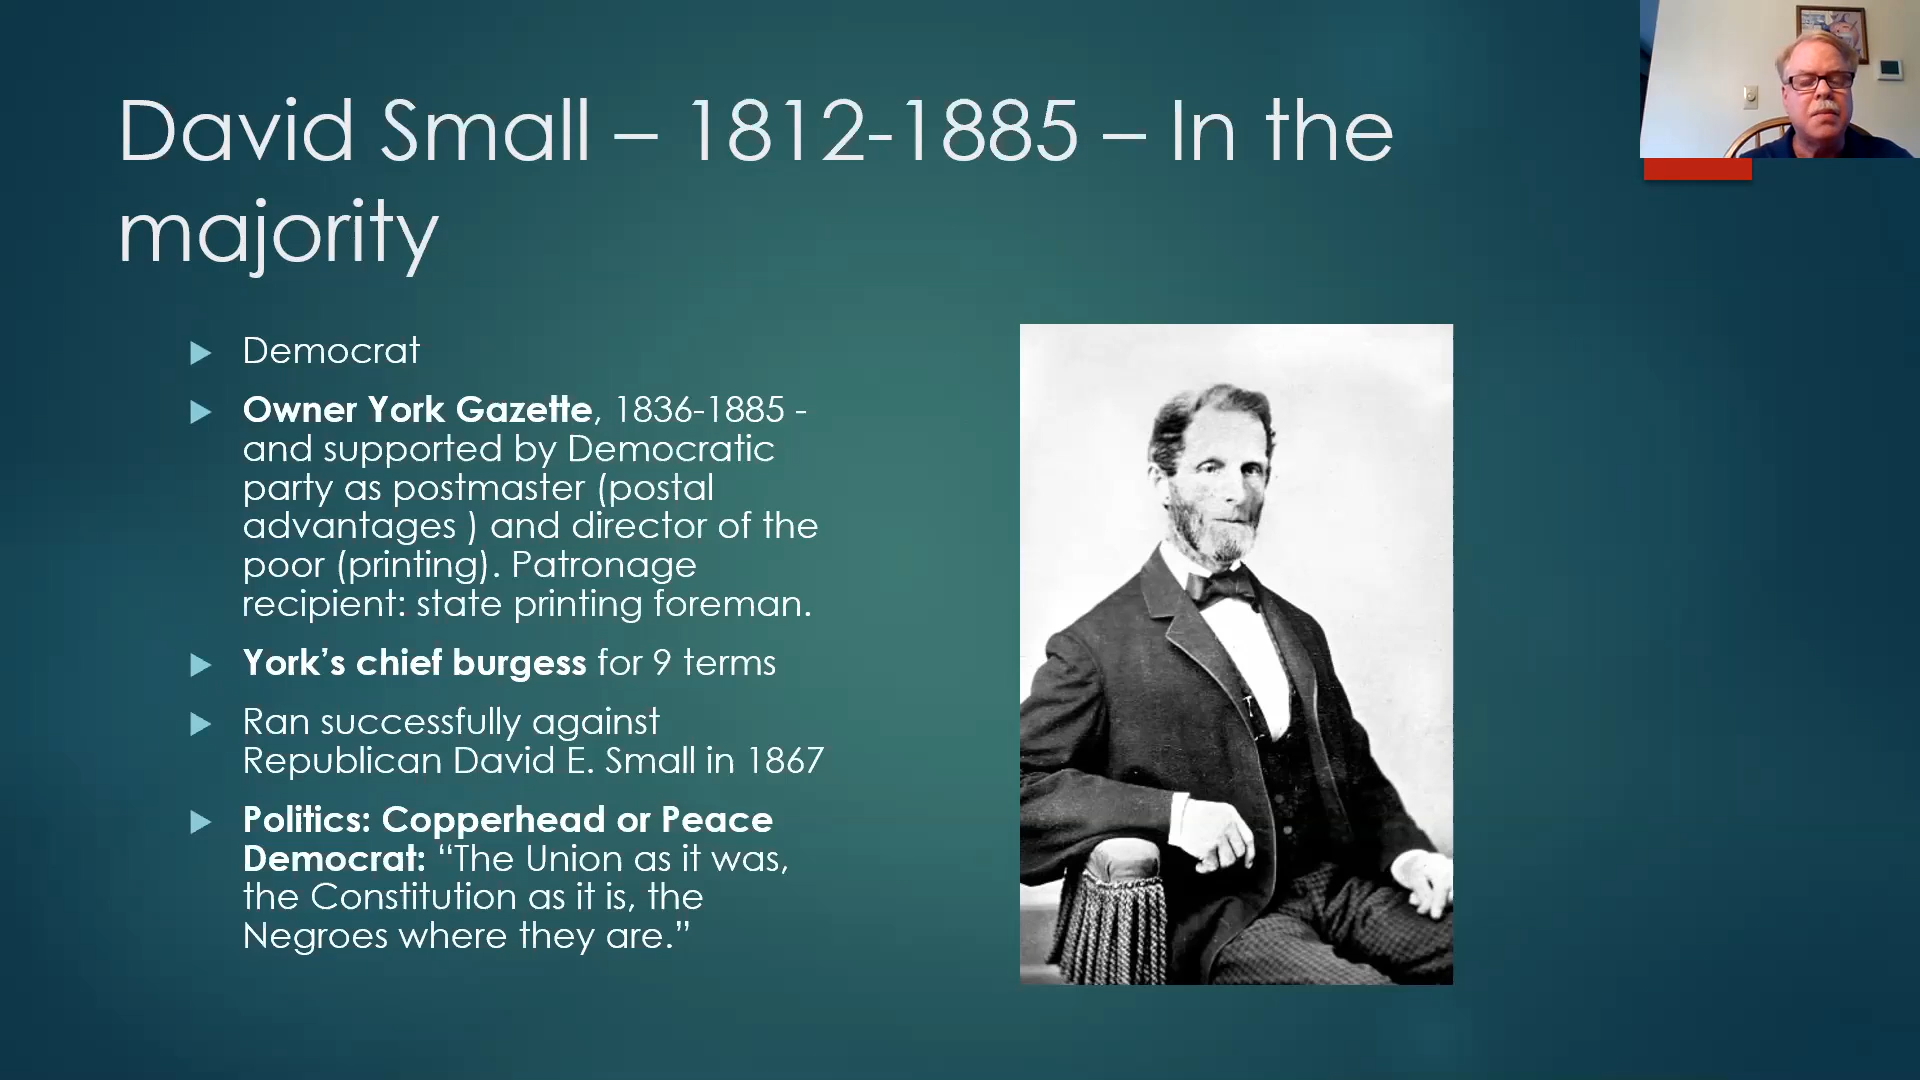 David Small – 1812-1885 – In the
majority
Democrat
Owner York Gazette, 1836-1885 -
and supported by Democratic
party as postmaster (postal
advantages ) and director of the
poor (printing). Patronage
recipient: state printing foreman.
York’s chief burgess for 9 terms
Ran successfully against
Republican David E. Small in 1867
Politics: Copperhead or Peace
Democrat: “The Union as it was,
the Constitution as it is, the
Negroes where they are.”